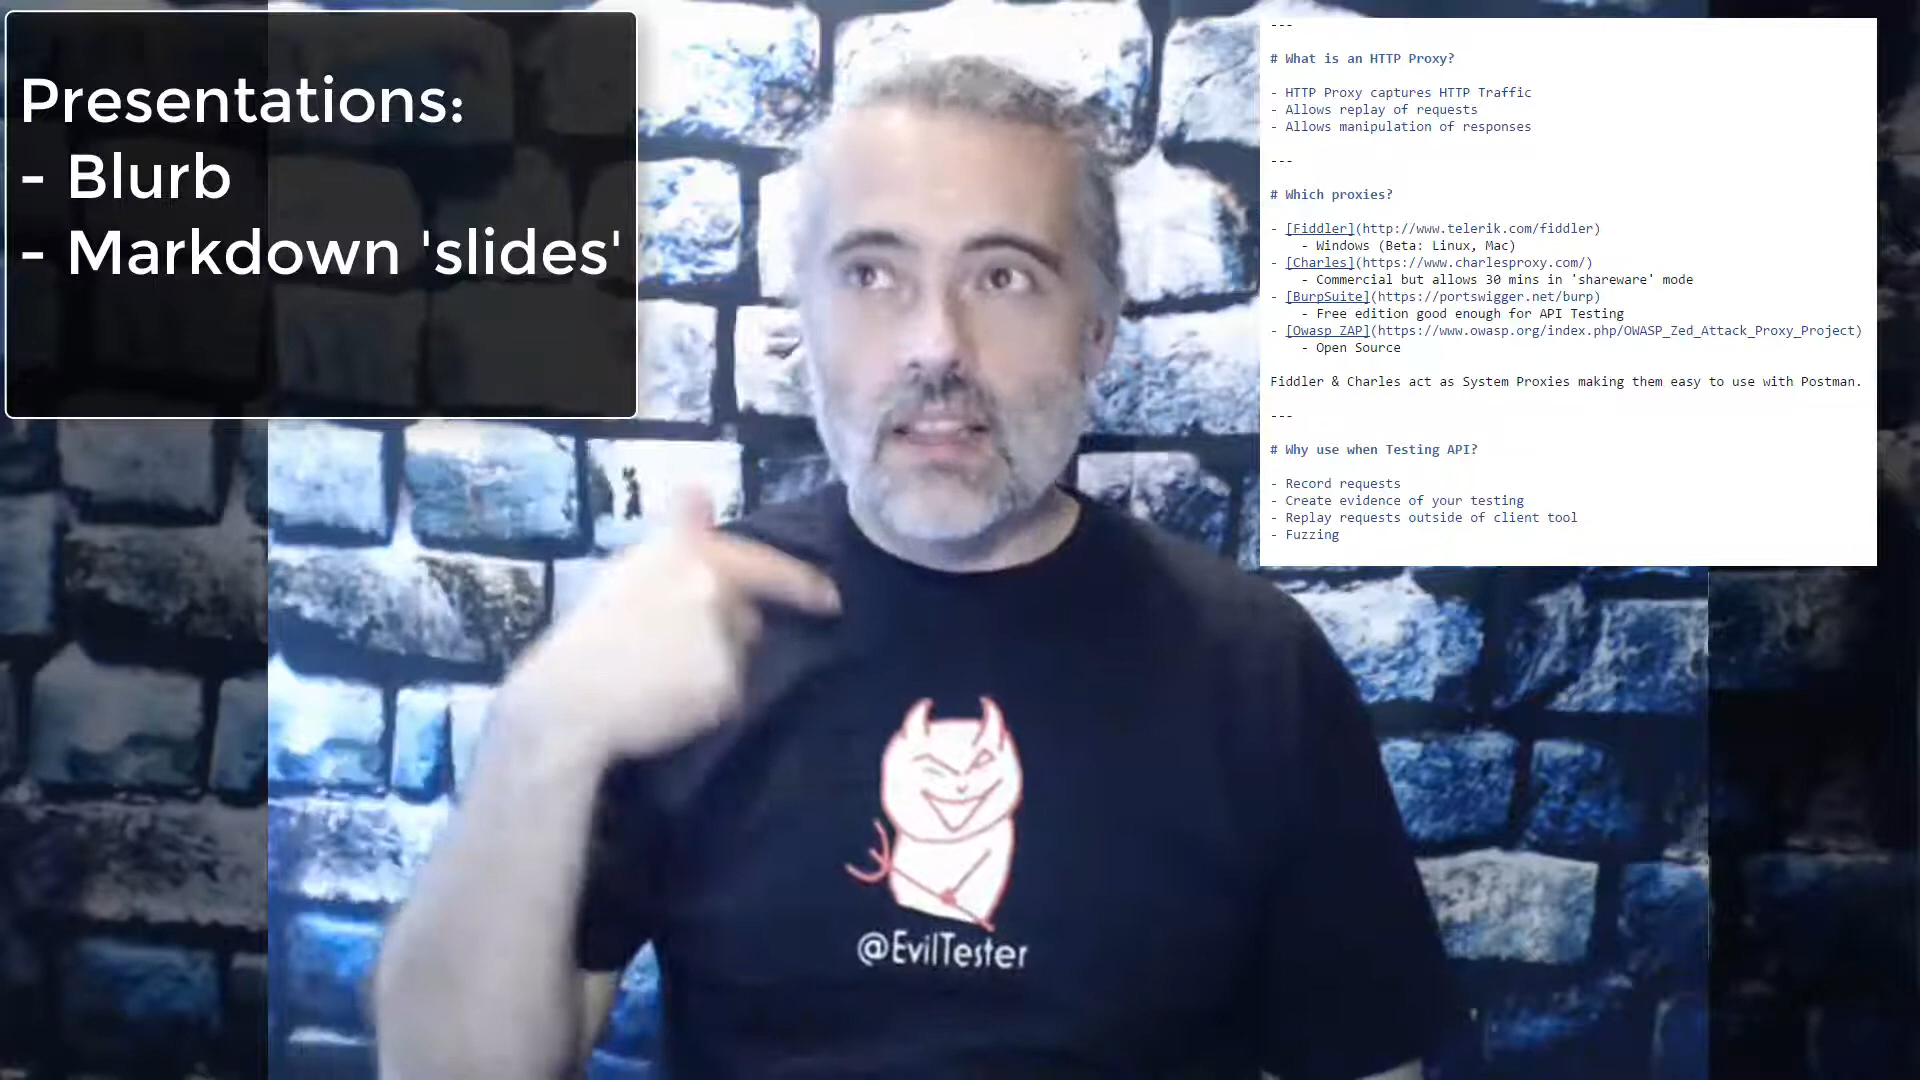 Presentations:
- Blurb
- Markdown 'slides'
---
# What is an HTTP Proxy?
- HTTP Proxy captures HTTP Traffic
- Allows replay of requests
- Allows manipulation of responses
---
# Which proxies?
- [Fiddler](http://www.telerik.com/fiddler)
- Windows (Beta: Linux, Mac)
- [Charles](https://www.charlesproxy.com/)
- Commercial but allows 30 mins in 'shareware' mode
- [BurpSuite](https://portswigger.net/burp)
- Free edition good enough for API Testing
- [Owasp ZAP](https://www.owasp.org/index.php/OWASP_Zed_Attack_Proxy_Project)
- Open Source
Fiddler & Charles act as System Proxies making them easy to use with Postman.
---
# Why use when Testing API?
- Record requests
- Create evidence of your testing
- Replay requests outside of client tool
- Fuzzing
@EvilTester